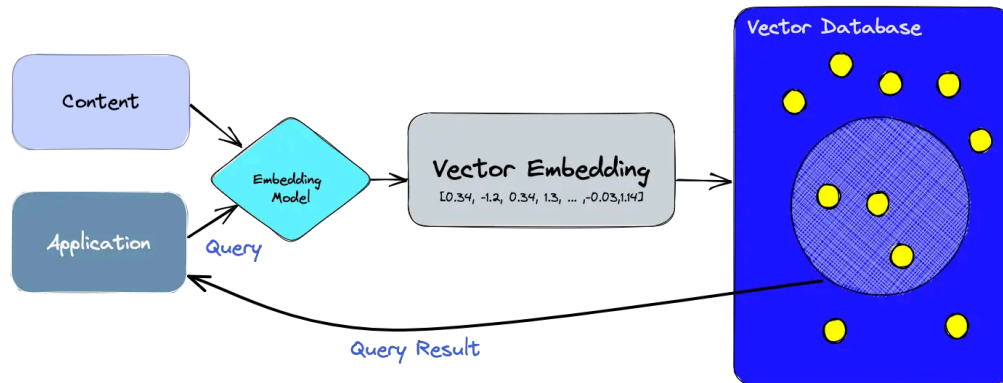 Vector Database
Content
Embedding
Model
Vector Embedding
[0.34, -1.2, 0.34, 1.3, ... ,-0.03,1.14]
Application
Query
Query Result